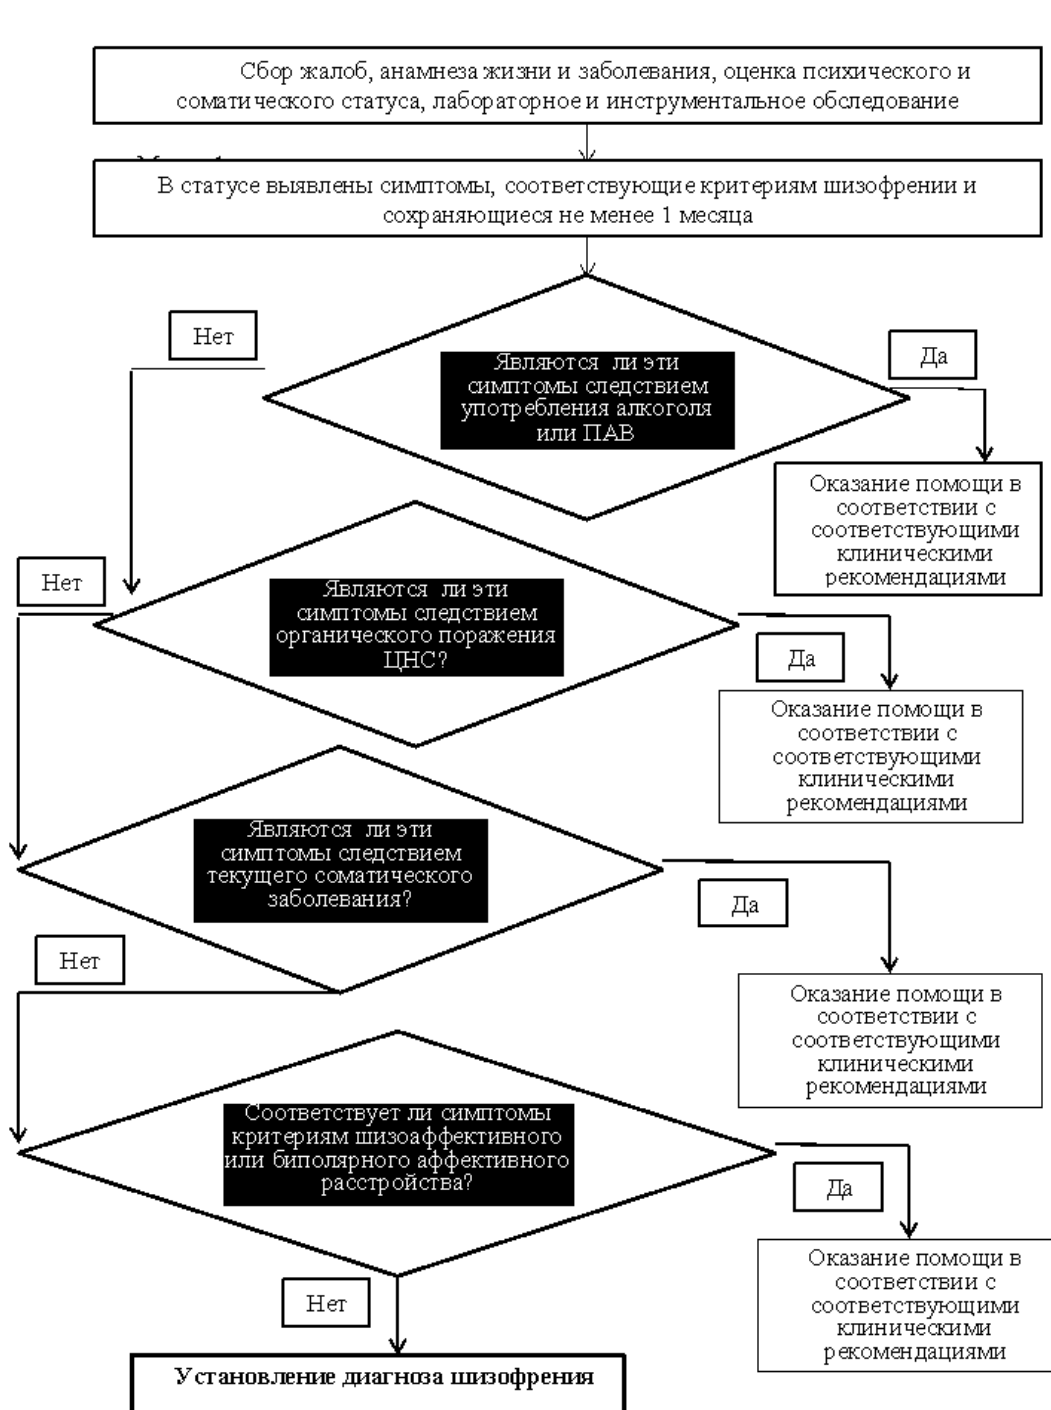 Сбор жалоб, анамнеза жизни и заболевания, оценка психического и
соматического статуса, лабораторное и инструментальное обследование
В статусе выявлены симптомы, соответствующие критериям шизофрении и
сохраняющиеся не менее 1 месяца
Нет
Являются ли эти
симптомы следствием
употребления алкоголя
или ПАВ
Да
Оказание помощи в
соответствии с
соответствующими
клиническими
рекомендациями
Нет
Являются ли эти
симптомы следствием
органического поражения
ЦНС?
Да
Оказание помощи в
соответствии с
соответствующими
клиническими
рекомендациями
Являются ли эти
симптомы следствием
текущего соматического
заболевания?
Да
Нет
Оказание помощи в
соответствии с
соответствующими
клиническими
рекомендациями
Соответствует ли симптомы
критериям шизоаффективного
или биполярного аффективного
расстройства?
Да
Оказание помощи в
соответствии с
соответствующими
клиническими
рекомендациями
Нет
Установление диагноза шизофрения